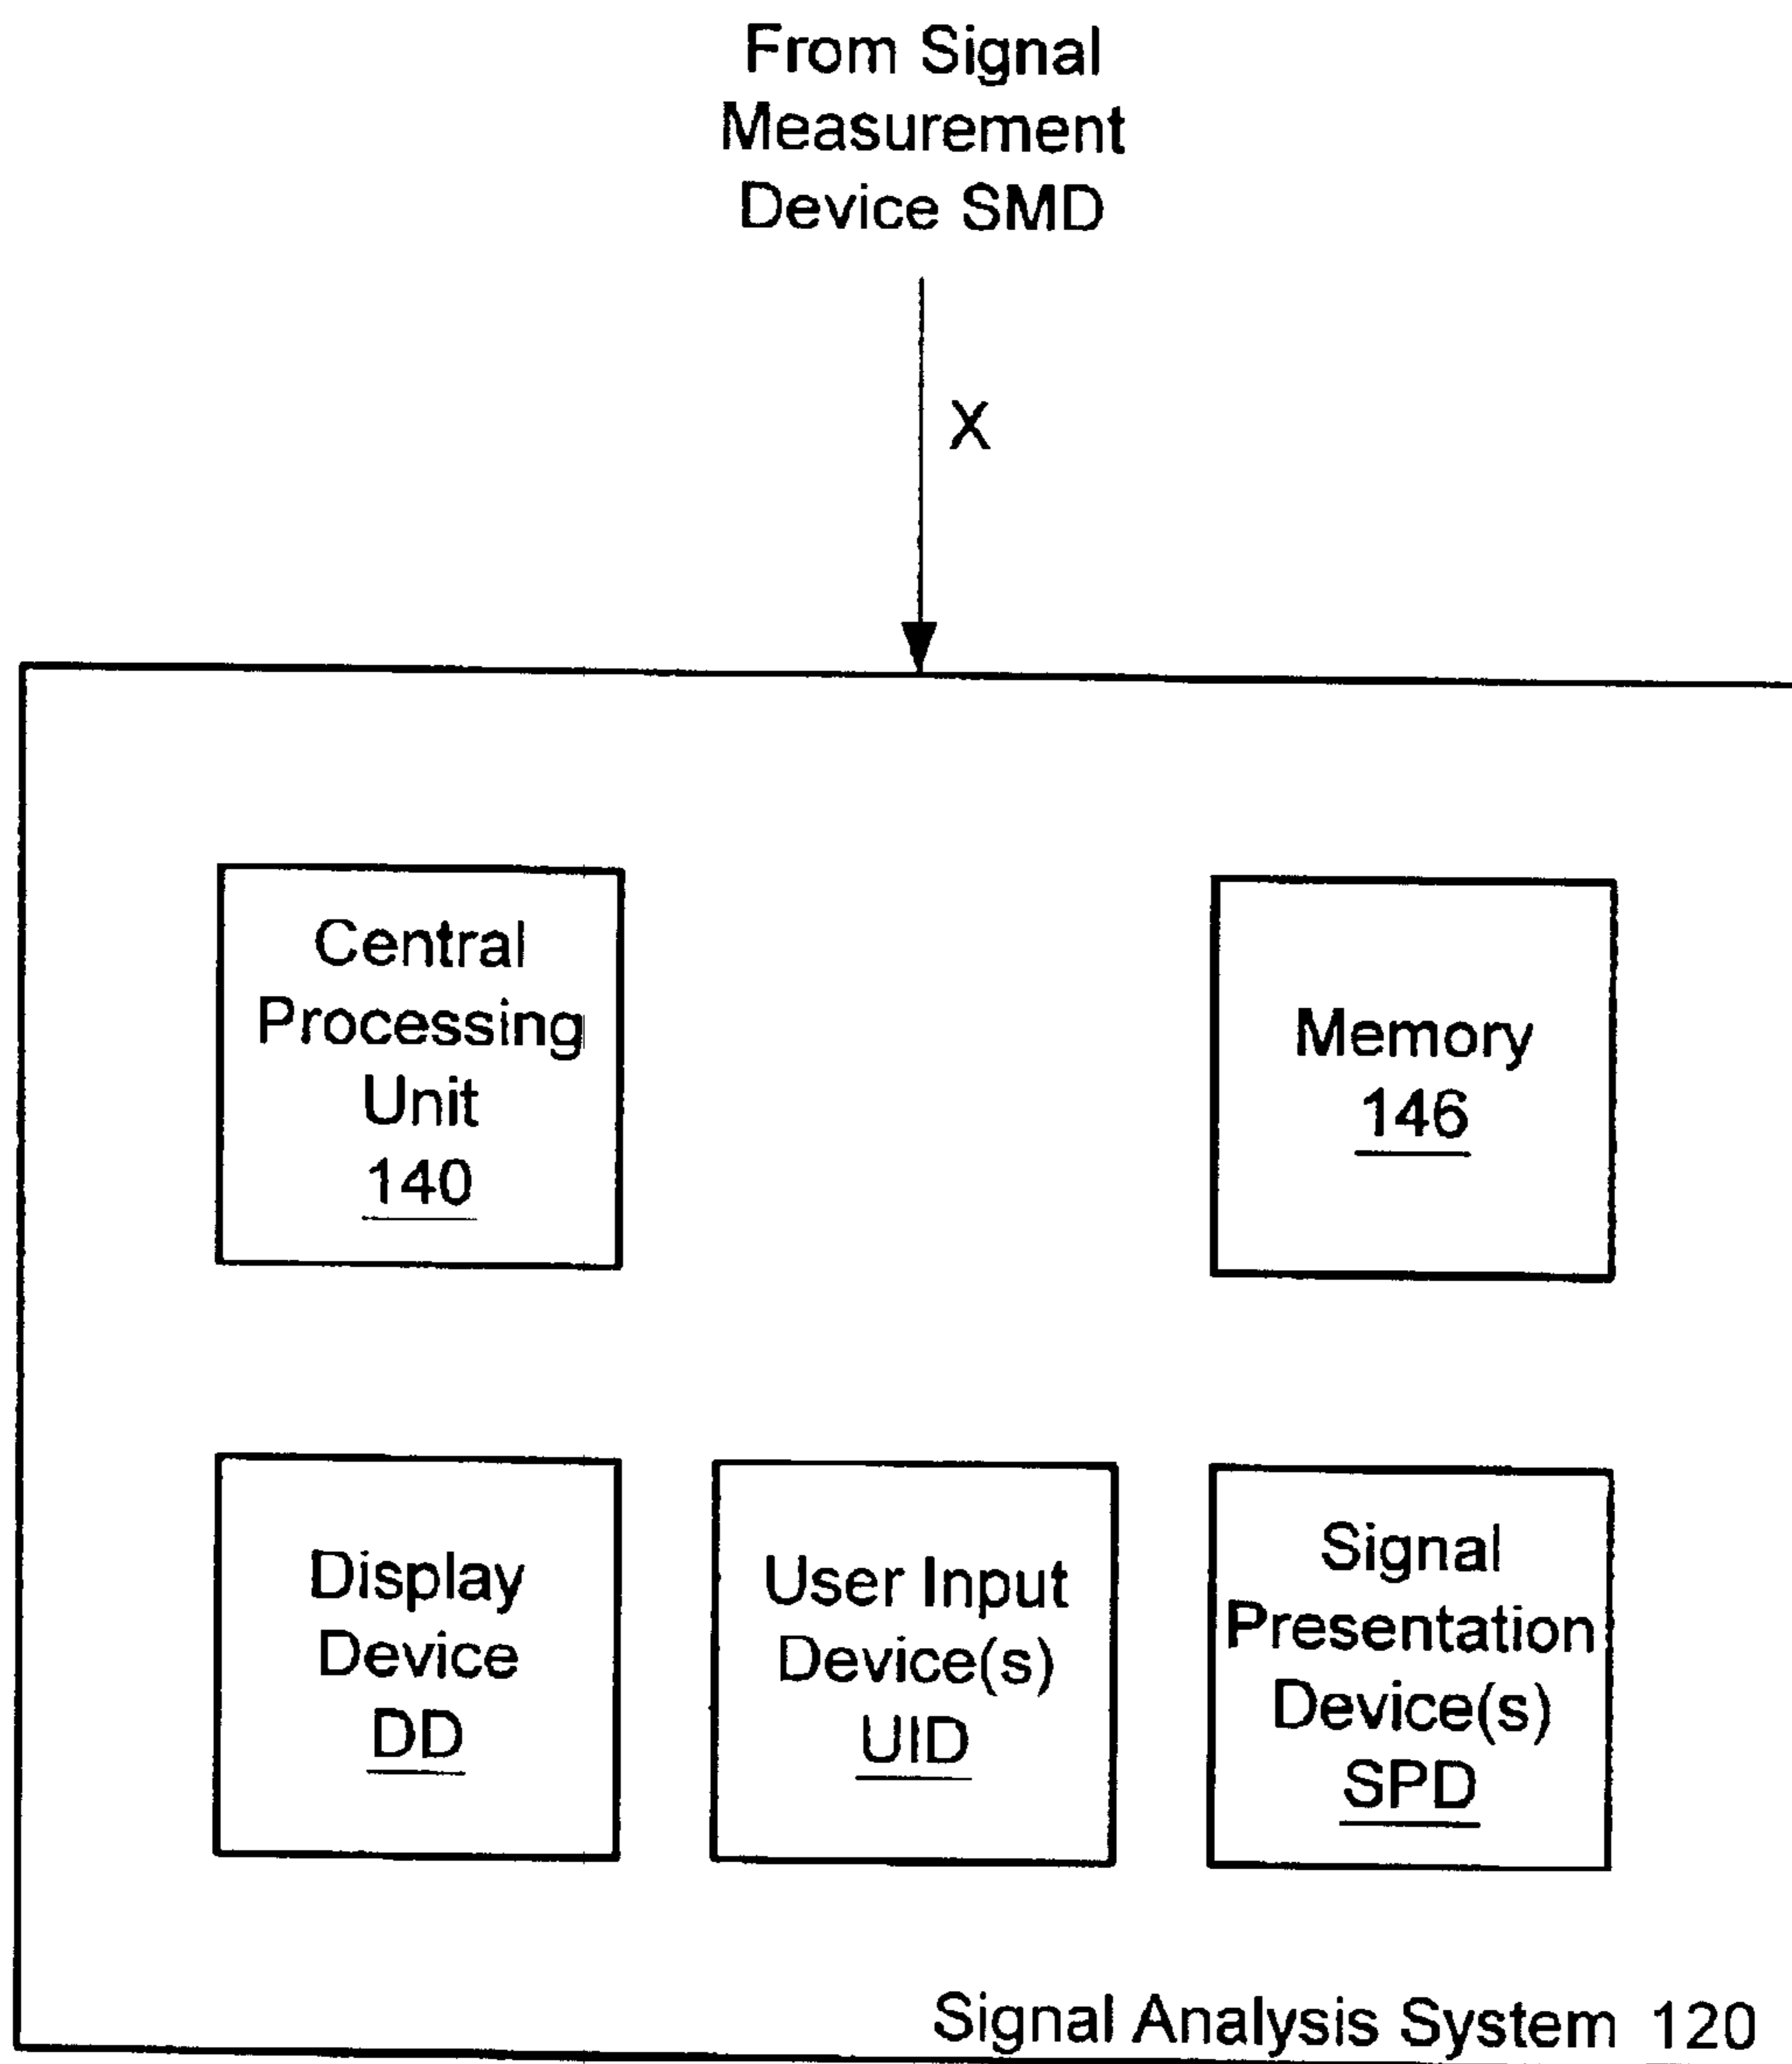 From Signal
Measurement
Device SMD
X
Central
Processing
Unit
140
Memory
146
Display
Device
DD
User Input
Device(s)
UID
Signal
Presentation
Device(s)
SPD
Signal Analysis System 120